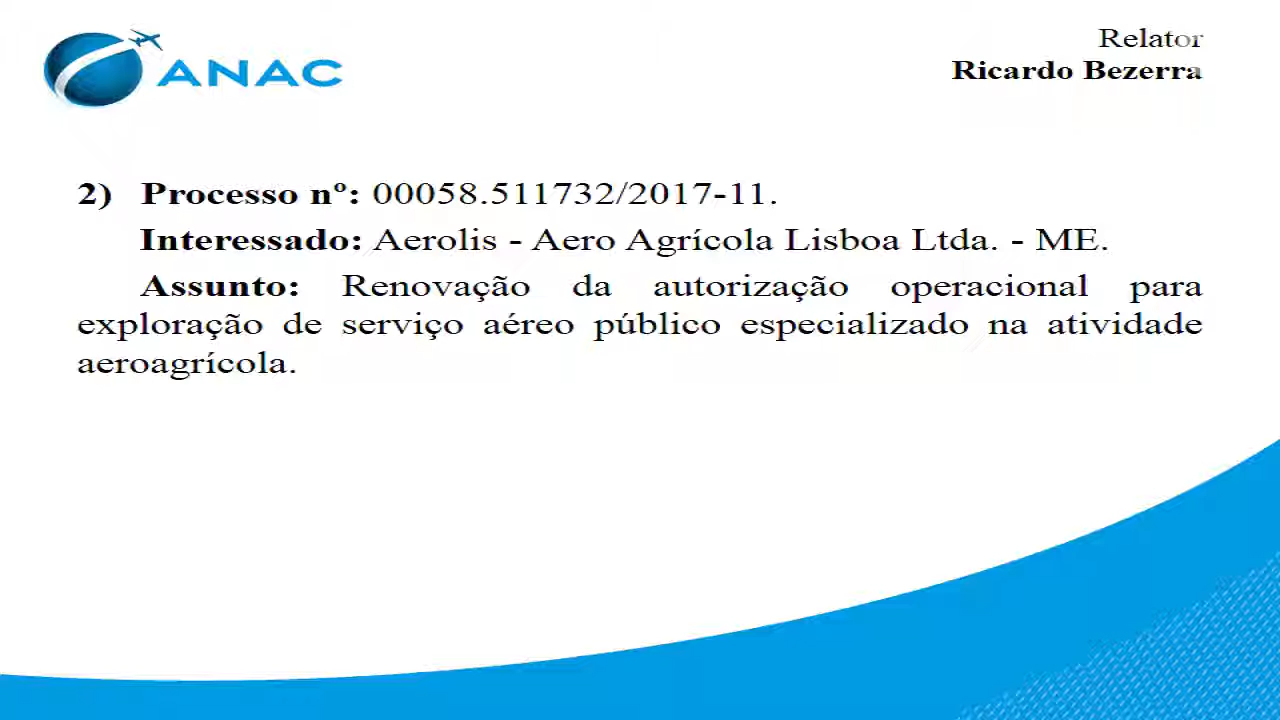 ANAC
Relator
Ricardo Bezerra
2) Processo nº: 00058.511732/2017-11.
Interessado: Aerolis - Aero Agrícola Lisboa Ltda. - ME.
Assunto: Renovação da autorização operacional para
exploração de serviço aéreo público especializado na atividade
aeroagrícola.